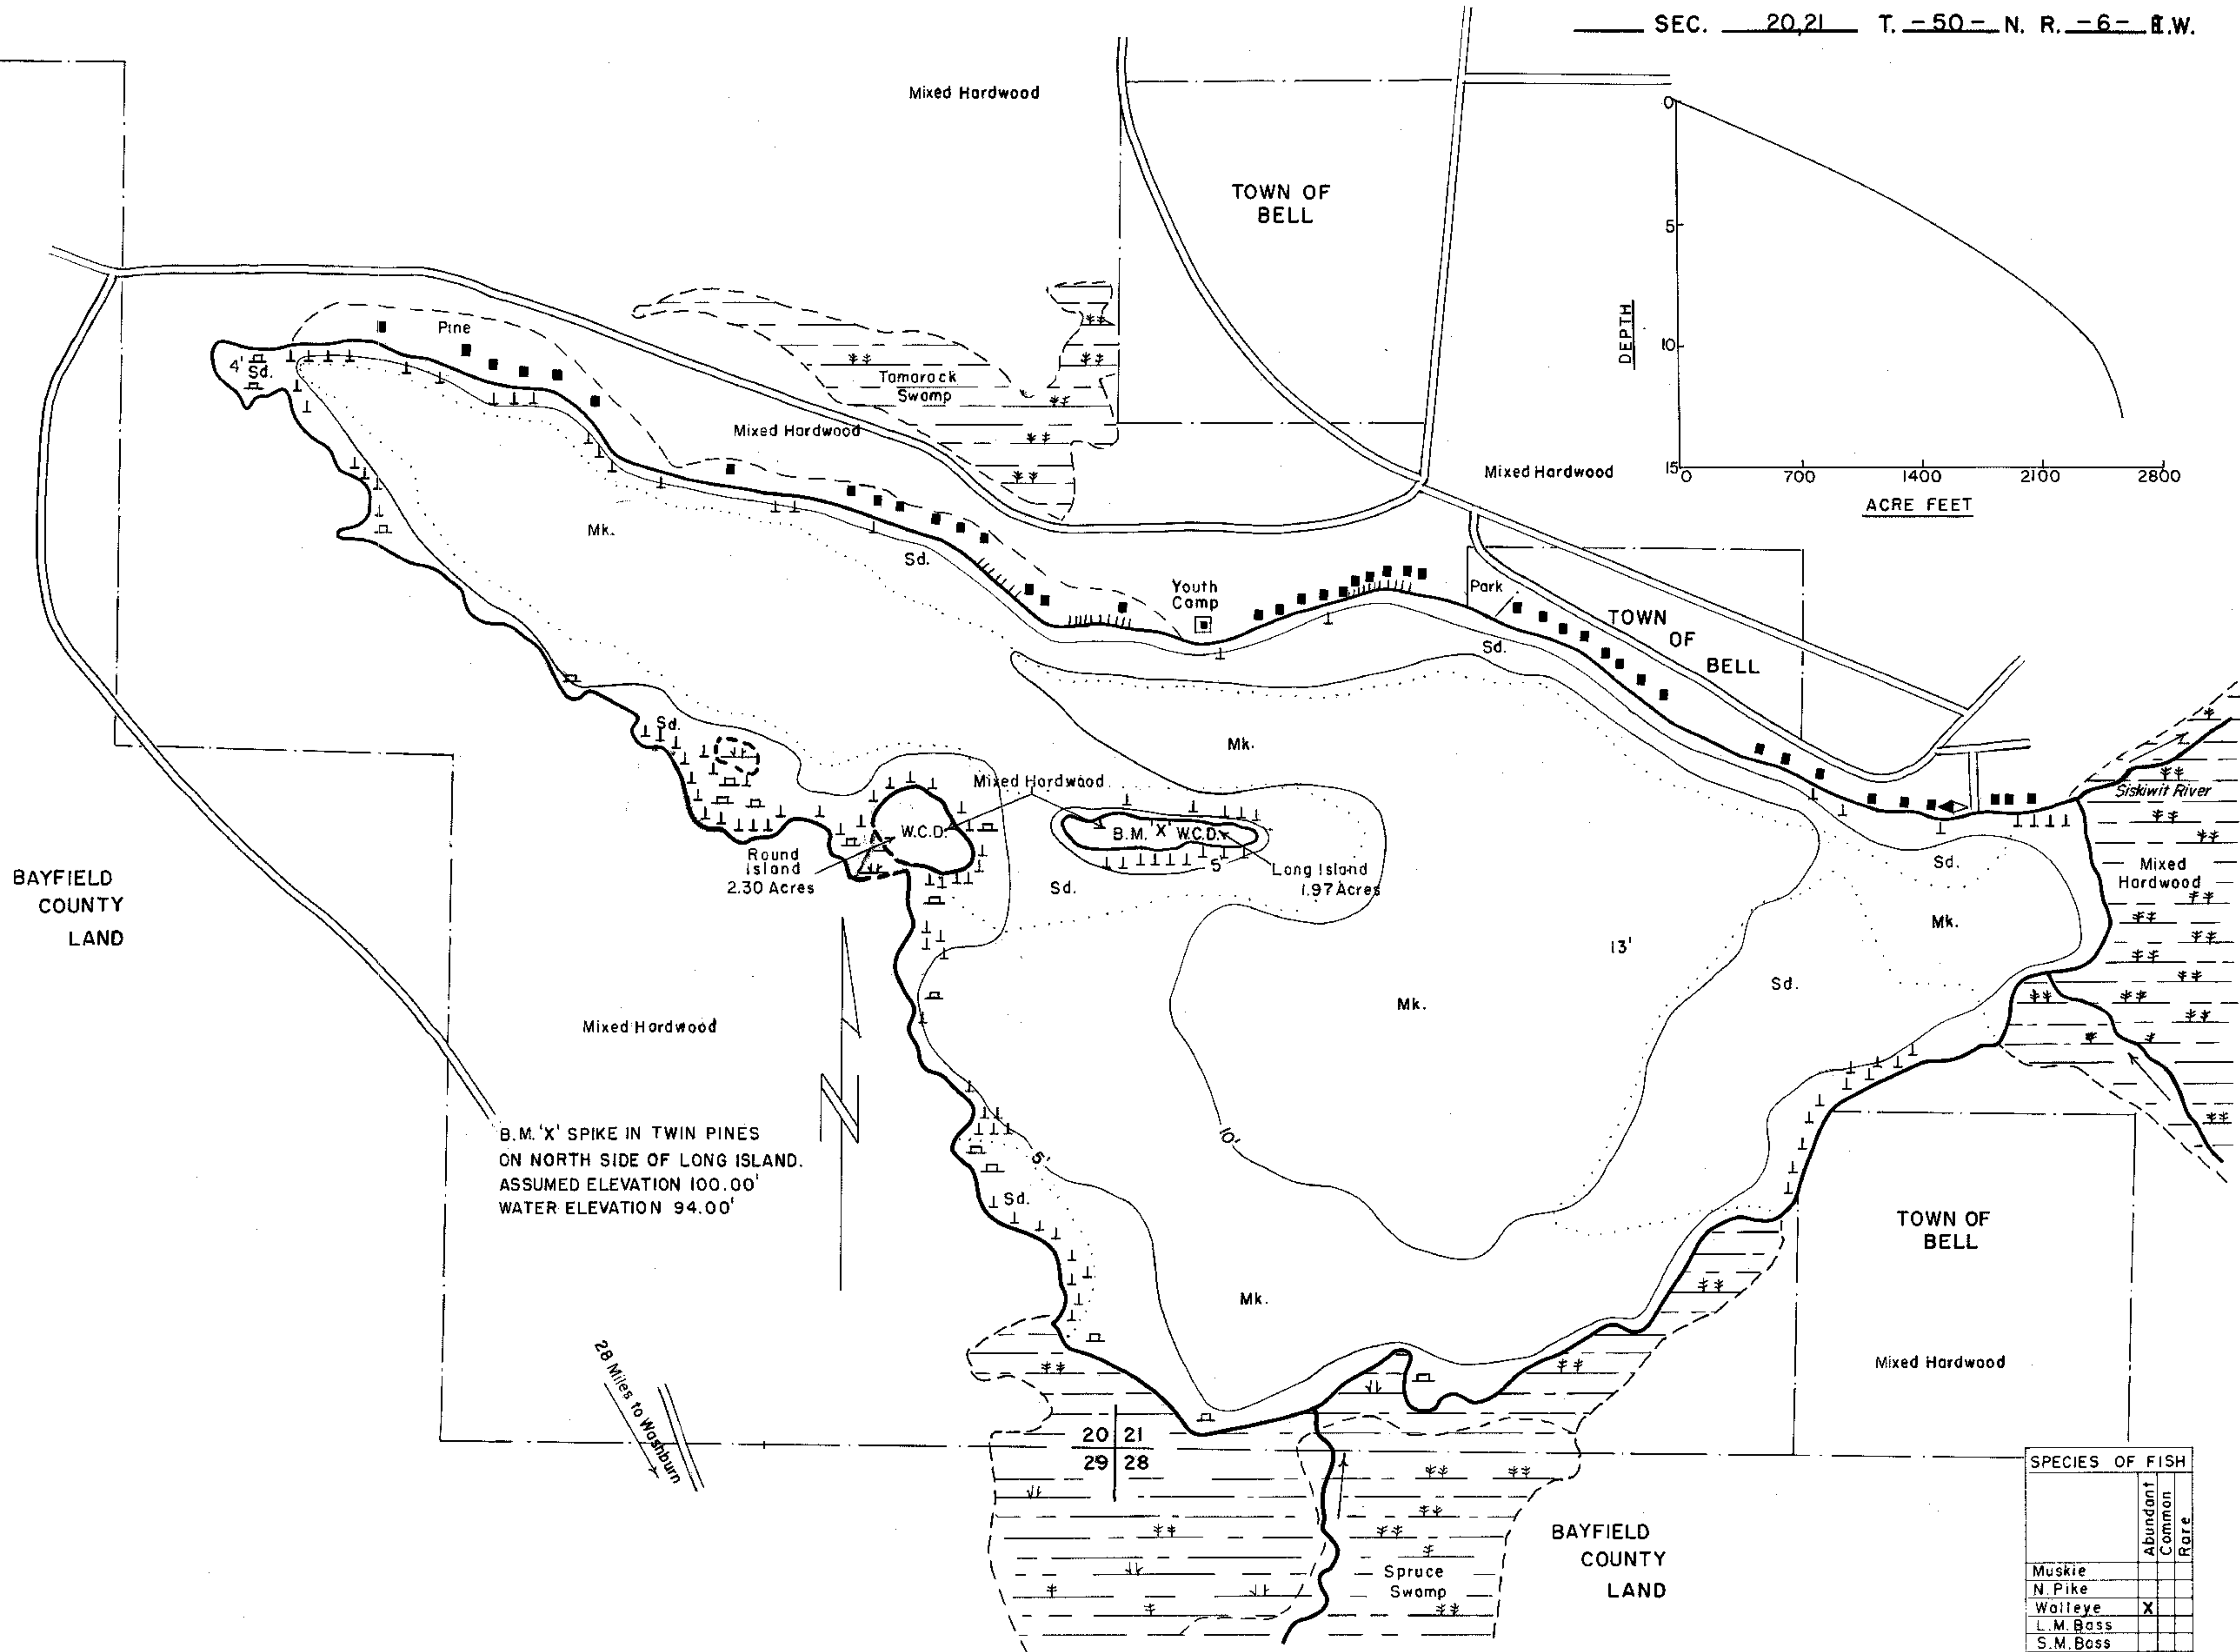 SEC. 20,21 T. -50- N. R. -6- E.W.
Mixed Hardwood
TOWN OF
BELL
0
5
10
15
DEPTH
0 700 1400 2100 2800
ACRE FEET
Pine
4'
Sd.
Tamarack
Swamp
Mixed Hardwood
Mixed Hardwood
Mk.
Sd.
Youth
Camp
Park
TOWN
OF
BELL
Sd.
Sd.
Mk.
Siskiwit River
Mixed Hardwood
W.C.D.
B.M. 'X' W.C.D.
Round
Island
2.30 Acres
5'
Long Island
1.97 Acres
Sd.
Sd.
Mixed
Hardwood
Mk.
BAYFIELD
COUNTY
LAND
13'
Sd.
Mk.
Mixed Hardwood
B.M. 'X' SPIKE IN TWIN PINES
ON NORTH SIDE OF LONG ISLAND.
ASSUMED ELEVATION 100.00'
WATER ELEVATION 94.00'
N
10'
5'
Sd.
TOWN OF
BELL
Mk.
Mixed Hardwood
28 Miles to Washburn
20 21
29 28
BAYFIELD
COUNTY
LAND
Spruce
Swamp
SPECIES OF FISH
Abundant
Common
Rare
Muskie
N. Pike
Walleye X
L.M. Bass
S.M. Bass